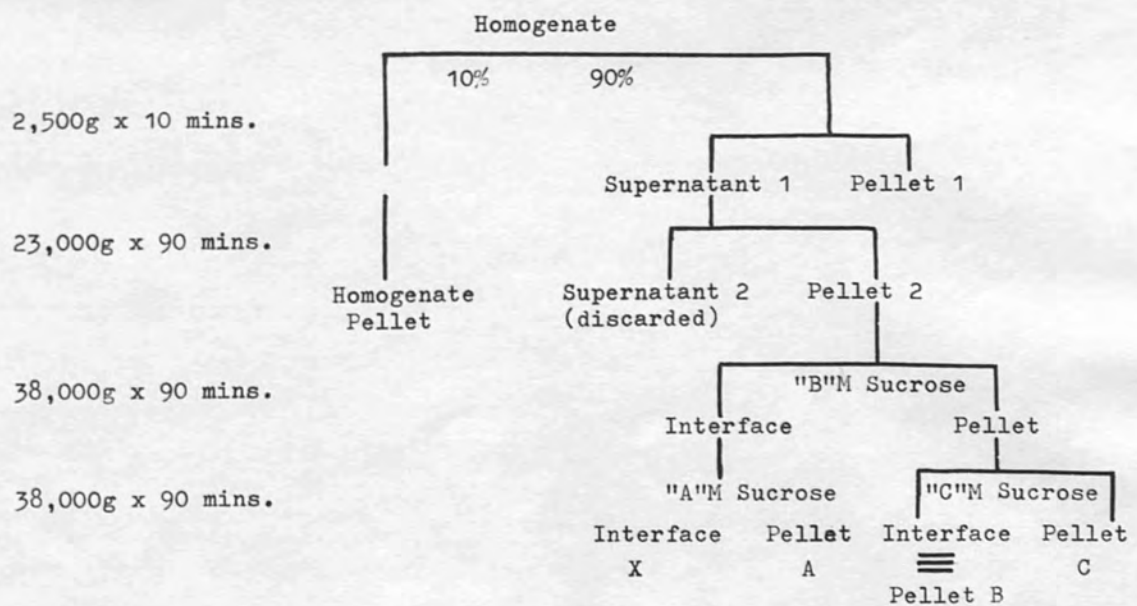 Homogenate
10% 90%
2,500g x 10 mins.
Supernatant 1 Pellet 1
23,000g x 90 mins.
Homogenate Supernatant 2 Pellet 2
Pellet (discarded)
"B"M Sucrose
38,000g x 90 mins.
Interface Pellet
38,000g x 90 mins. "A"M Sucrose "C"M Sucrose
Interface Pellet Interface Pellet
X A C
Pellet B